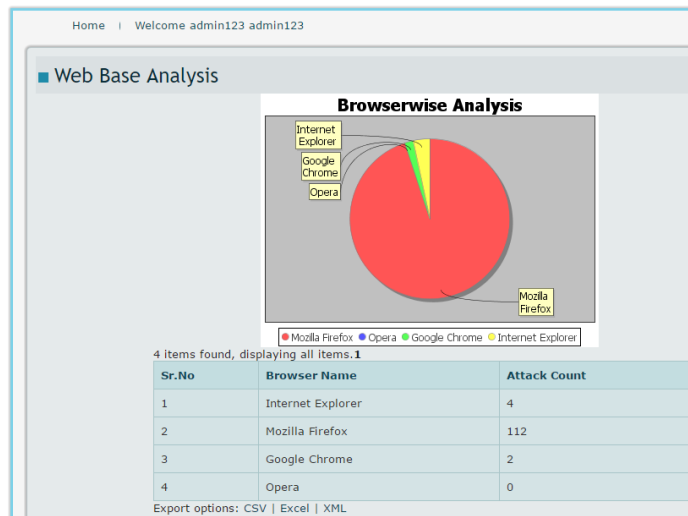 Home | Welcome admin123 admin123
Web Base Analysis
Browserwise Analysis
Internet
Explorer
Google
Chrome
Opera
Mozilla
Firefox
Mozilla Firefox Opera Google Chrome Internet Explorer
4 items found, displaying all items.1
Sr.No Browser Name Attack Count
1 Internet Explorer 4
2 Mozilla Firefox 112
3 Google Chrome 2
4 Opera 0
Export options: CSV | Excel | XML